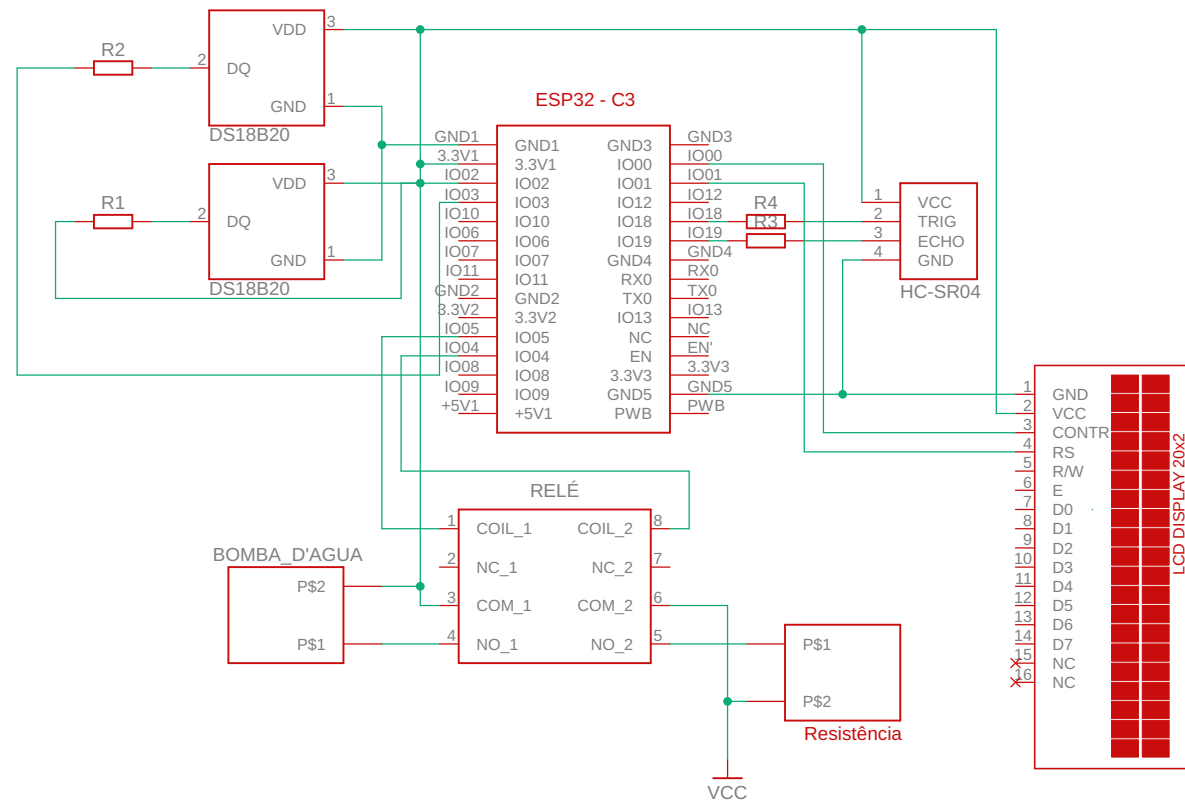 R2
2
VDD
3
DQ
GND
1
DS18B20
R1
2
VDD
3
DQ
GND
1
DS18B20
ESP32 - C3
GND1 GND1 GND3 GND3
3.3V1 3.3V1 IO00 IO00
IO02 IO02 IO01 IO01
IO03 IO03 IO12 IO12
IO10 IO10 IO18 IO18
IO06 IO06 IO19 IO19
IO07 IO07 GND4 GND4
IO11 IO11 RX0 RX0
GND2 GND2 TX0 TX0
3.3V2 3.3V2 IO13 IO13
IO05 IO05 NC NC
IO04 IO04 EN EN'
IO08 IO08 3.3V3 3.3V3
IO09 IO09 GND5 GND5
+5V1 +5V1 PWB PWB
R4
R3
1 VCC
2 TRIG
3 ECHO
4 GND
HC-SR04
1 GND
2 VCC
3 CONTR
4 RS
5 R/W
6 E
7 D0
8 D1
9 D2
10 D3
11 D4
12 D5
13 D6
14 D7
15 NC
16 NC
LCD DISPLAY 20x2
RELÉ
1 COIL_1 COIL_2 8
2 NC_1 NC_2 7
3 COM_1 COM_2 6
4 NO_1 NO_2 5
BOMBA_D'AGUA
P$2
P$1
P$1
P$2
Resistência
VCC